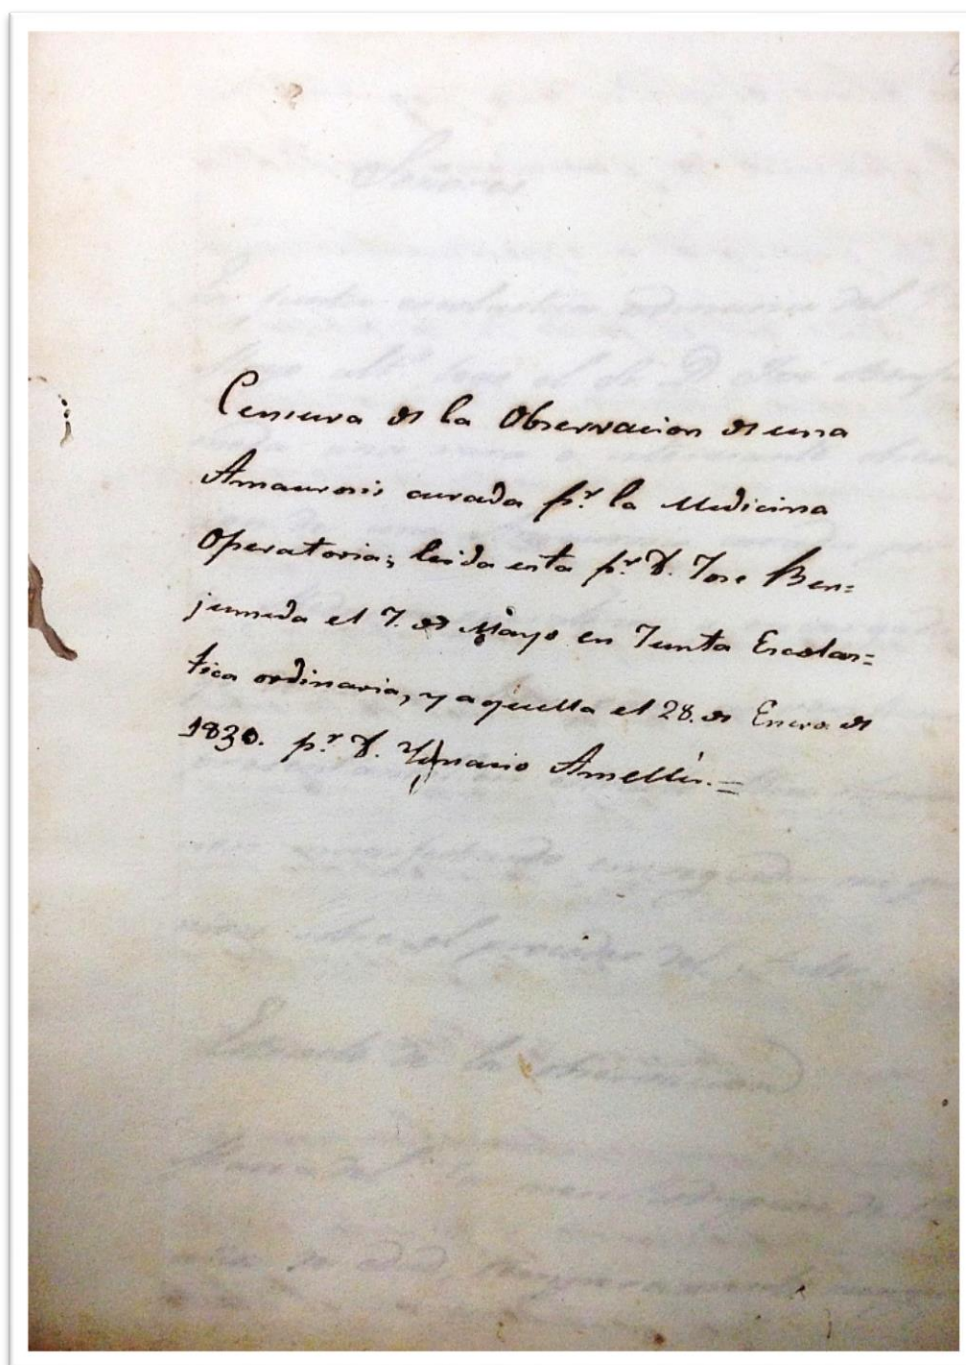 Censura de la Observacion de una
Amaurosis curada p.r la Medicina
Operatoria; leida esta p.r D. Jose Ben=
jumeda el 7. de Mayo en Junta Escolas=
tica ordinaria, y aquella el 28. de Enero de
1830. p.r D. Ignacio Ameller.=